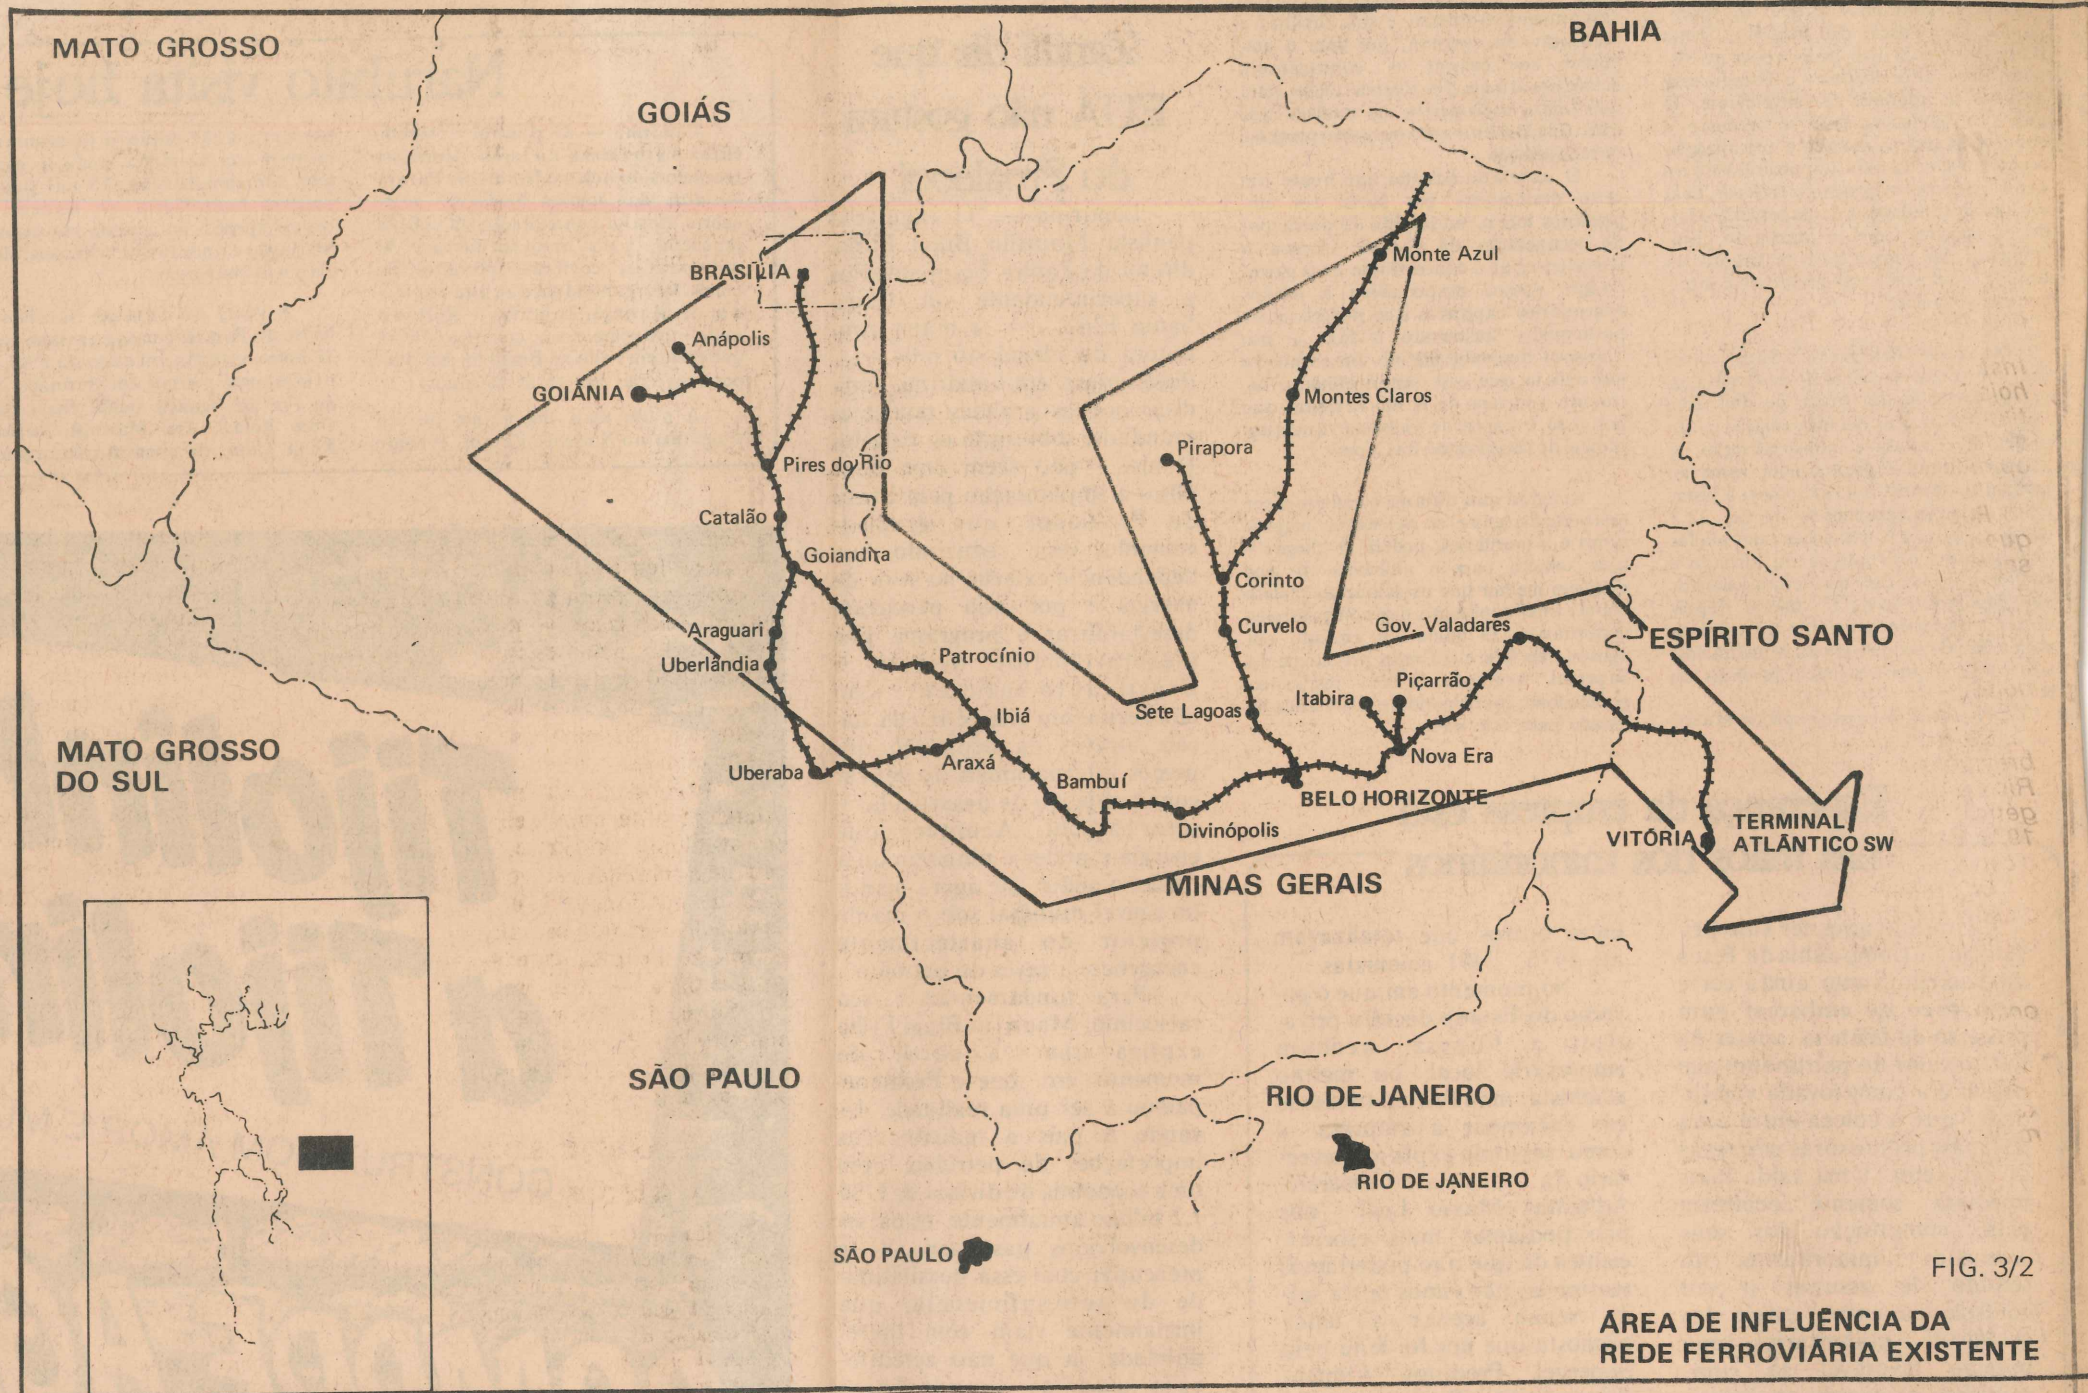 MATO GROSSO
BAHIA
GOIÁS
BRASÍLIA
Monte Azul
Anápolis
GOIÂNIA
Montes Claros
Pirapora
Pires do Rio
Catalão
Goiandira
Corinto
Araguari
Curvelo
Gov. Valadares
ESPÍRITO SANTO
Uberlândia
Patrocínio
Itabira
Piçarrão
Ibiá
Sete Lagoas
MATO GROSSO
DO SUL
Nova Era
Uberaba
Araxá
Bambuí
BELO HORIZONTE
Divinópolis
VITÓRIA
TERMINAL
ATLÂNTICO SW
MINAS GERAIS
SÃO PAULO
RIO DE JANEIRO
RIO DE JANEIRO
SÃO PAULO
FIG. 3/2
ÁREA DE INFLUÊNCIA DA
REDE FERROVIÁRIA EXISTENTE